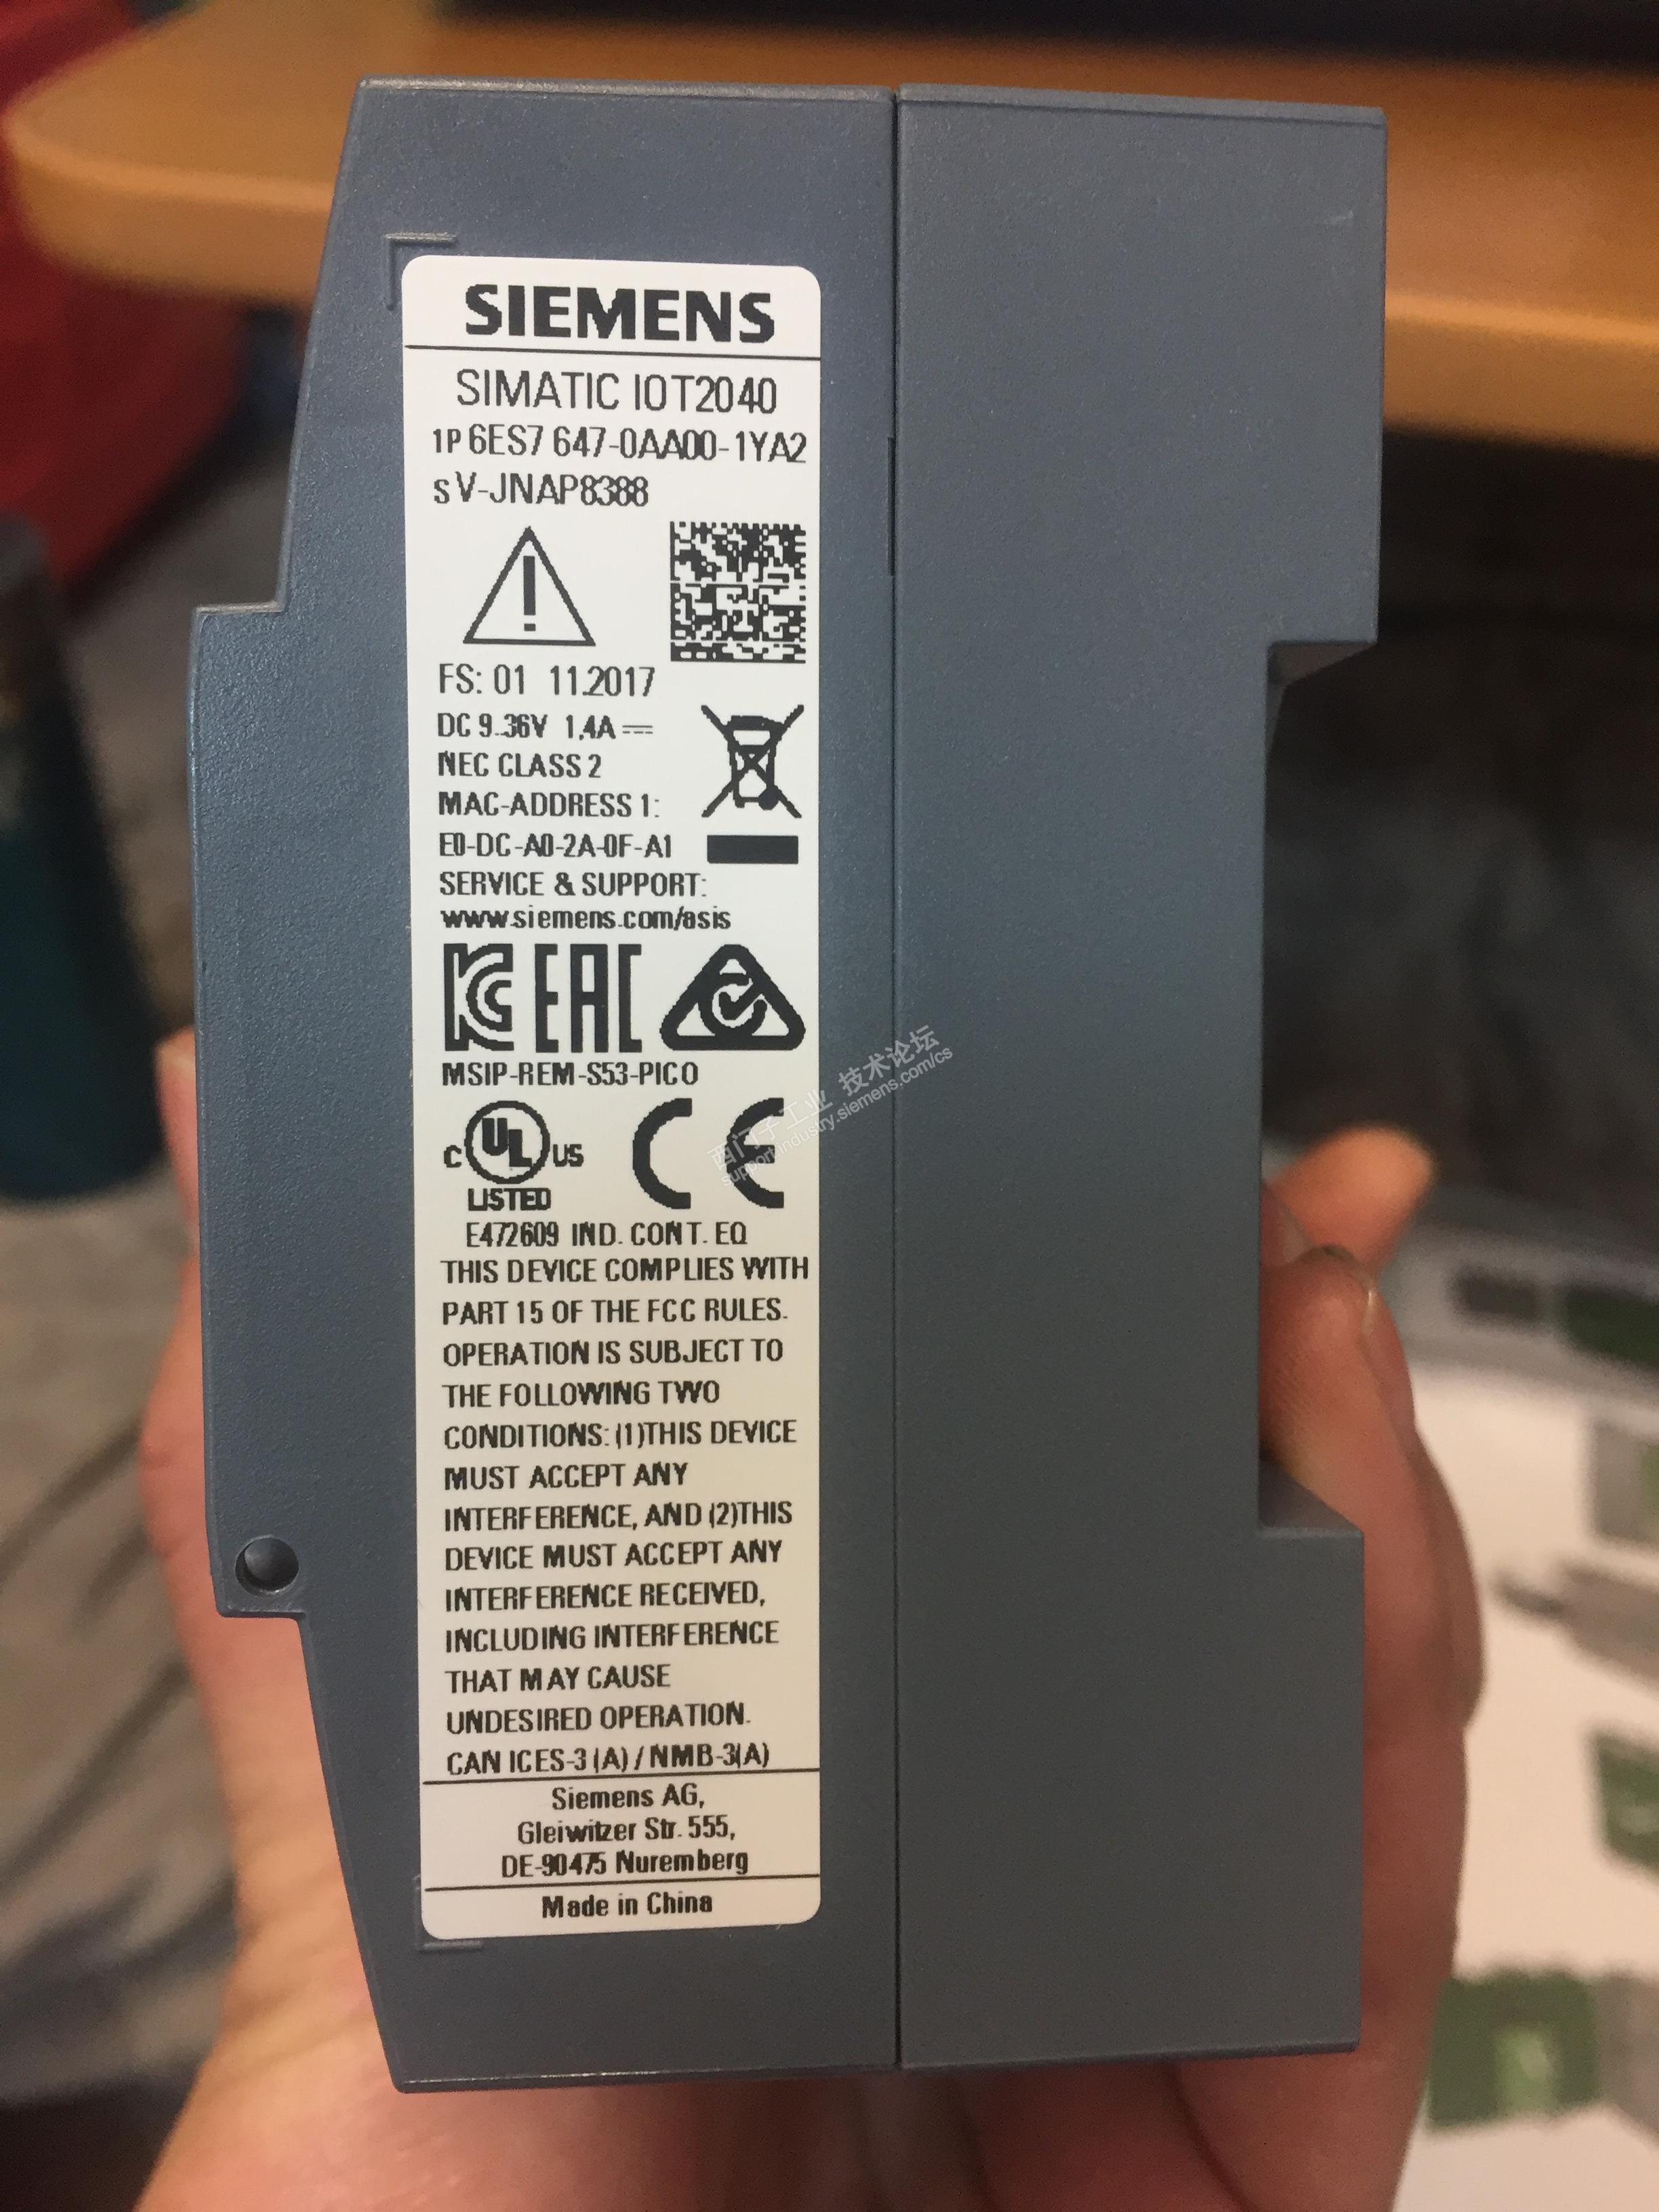 SIEMENS
SIMATIC IOT2040
1P 6ES7 647-0AA00-1YA2
S V-JNAP8388
FS: 01 11.2017
DC 9..36V 1,4A
NEC CLASS 2
MAC-ADDRESS 1:
E0-DC-A0-2A-0F-A1
SERVICE & SUPPORT:
www.siemens.com/asis
KC EAC
MSIP-REM-S53-PICO
C UL US CE
LISTED
E472609 IND. CONT. EQ
THIS DEVICE COMPLIES WITH
PART 15 OF THE FCC RULES.
OPERATION IS SUBJECT TO
THE FOLLOWING TWO
CONDITIONS: (1)THIS DEVICE
MUST ACCEPT ANY
INTERFERENCE, AND (2)THIS
DEVICE MUST ACCEPT ANY
INTERFERENCE RECEIVED,
INCLUDING INTERFERENCE
THAT MAY CAUSE
UNDESIRED OPERATION.
CAN ICES-3 (A) / NMB-3(A)
Siemens AG,
Gleiwitzer Str. 555,
DE-90475 Nuremberg
Made in China
西门子工业 技术论坛
support.industry.siemens.com/cs